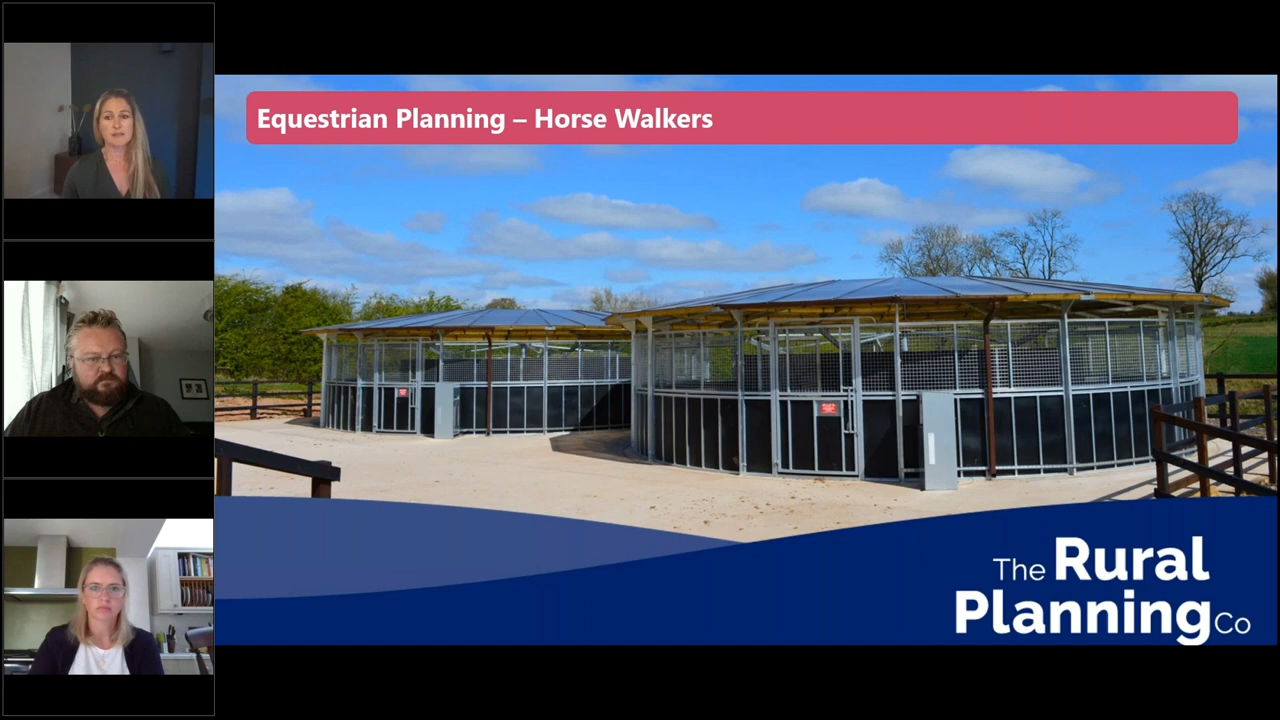 Equestrian Planning – Horse Walkers
The Rural
Planning Co